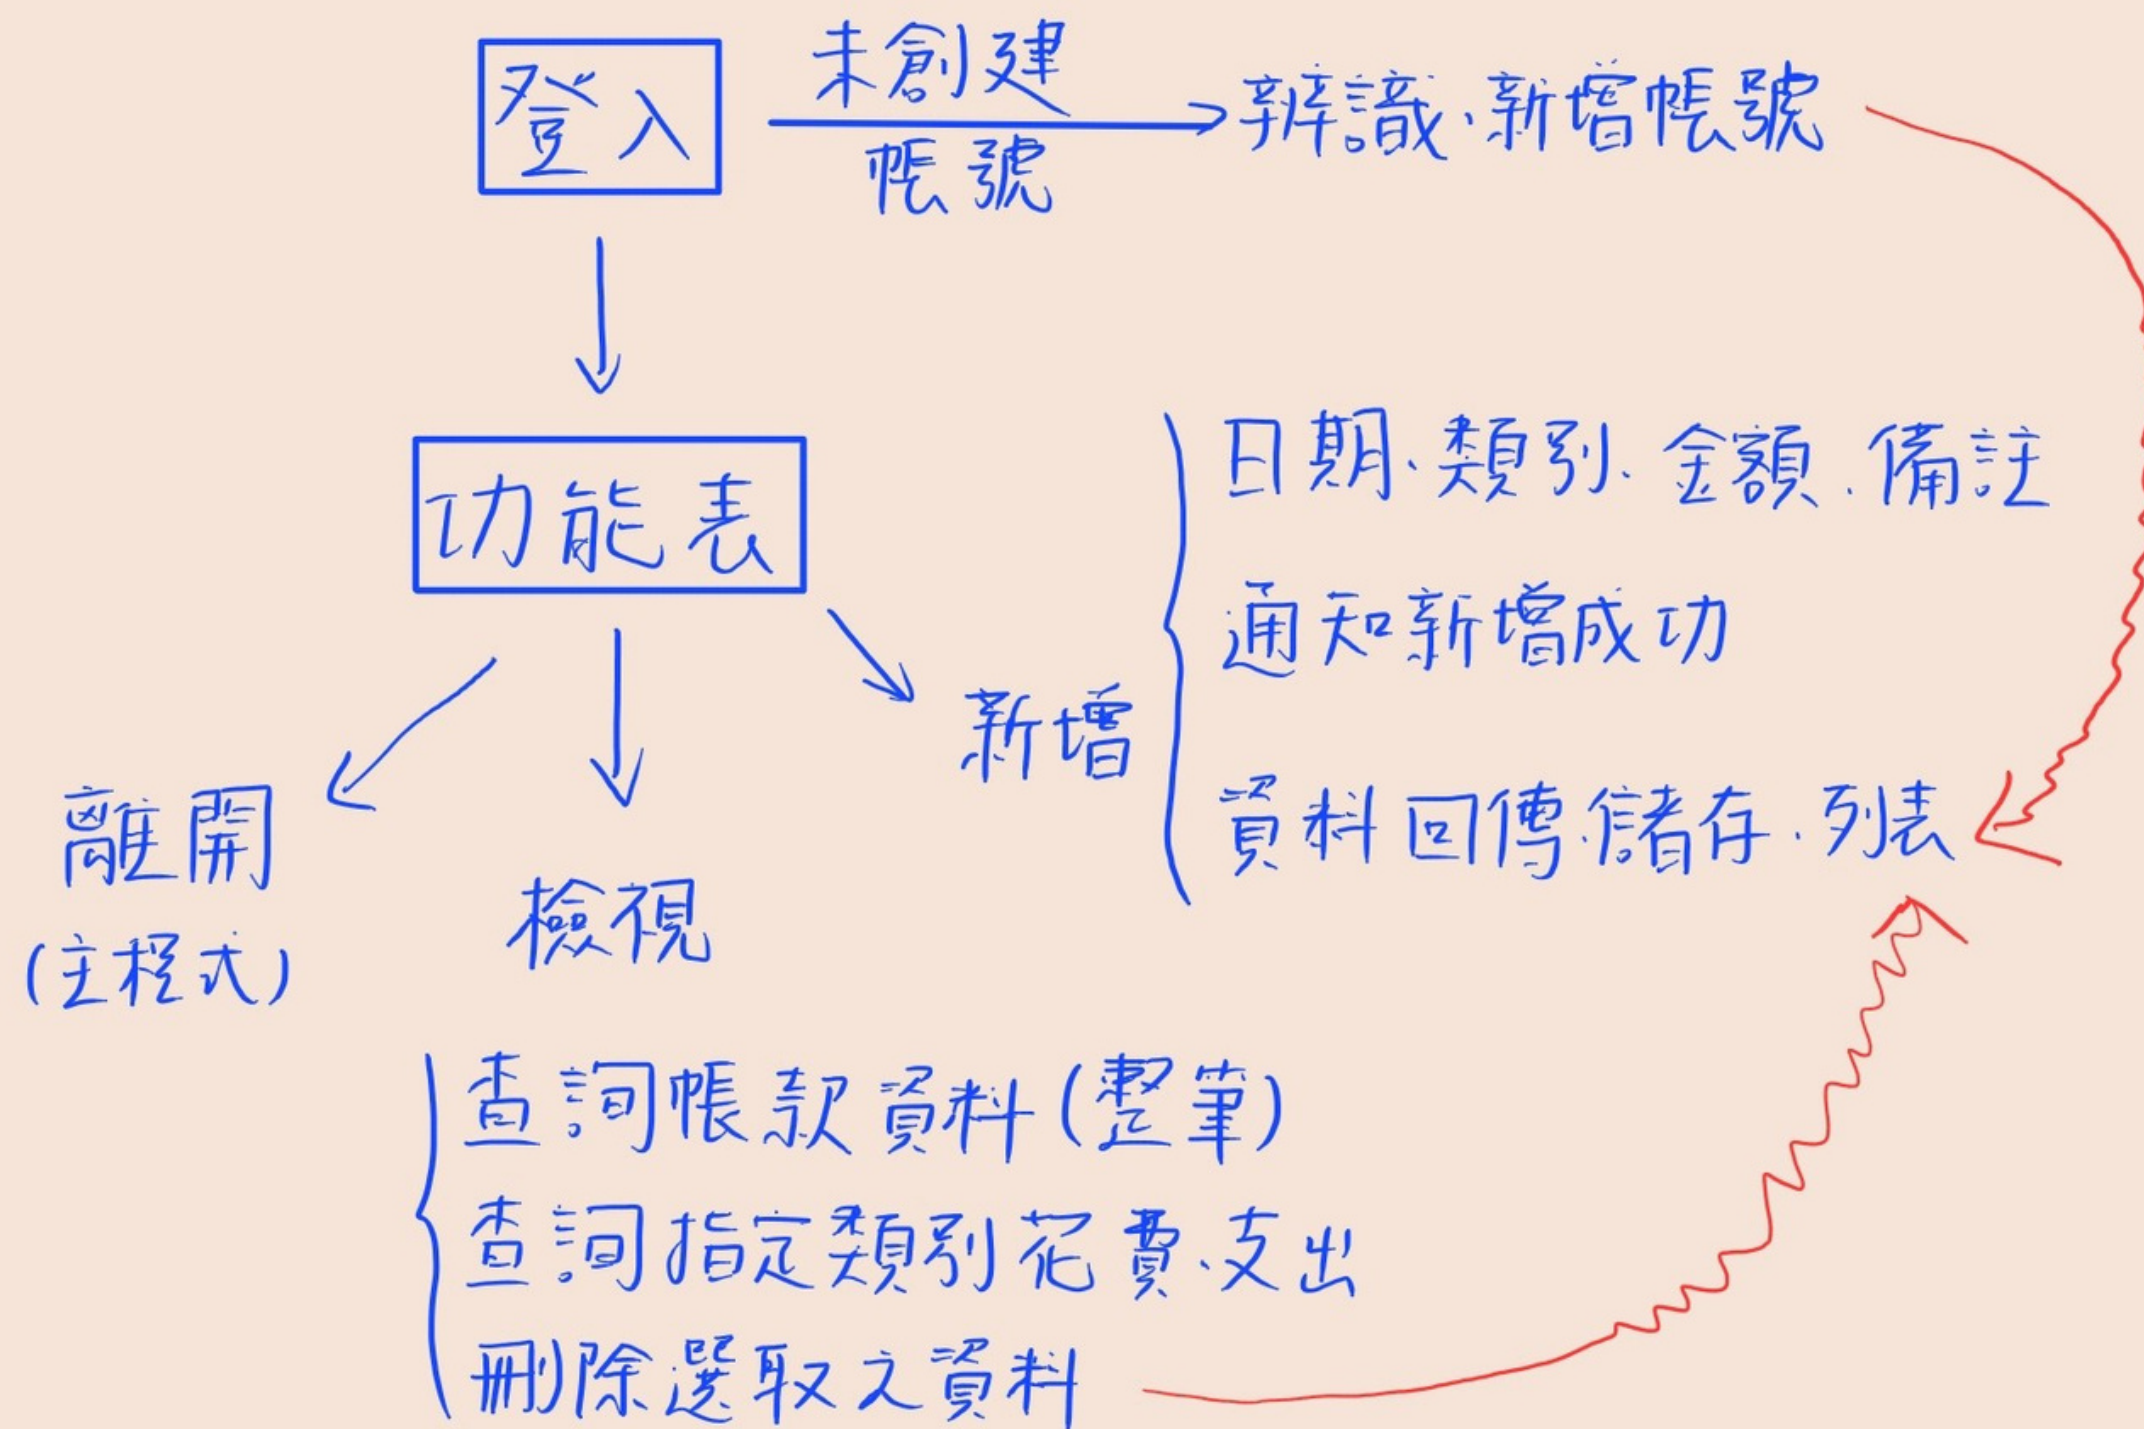 登入
未創建
帳號
辨識、新增帳號
功能表
離開
(主程式)
檢視
新增
日期、類別、金額、備註
通知新增成功
資料回傳、儲存、列表
查詢帳款資料(整筆)
查詢指定類別花費、支出
刪除選取之資料